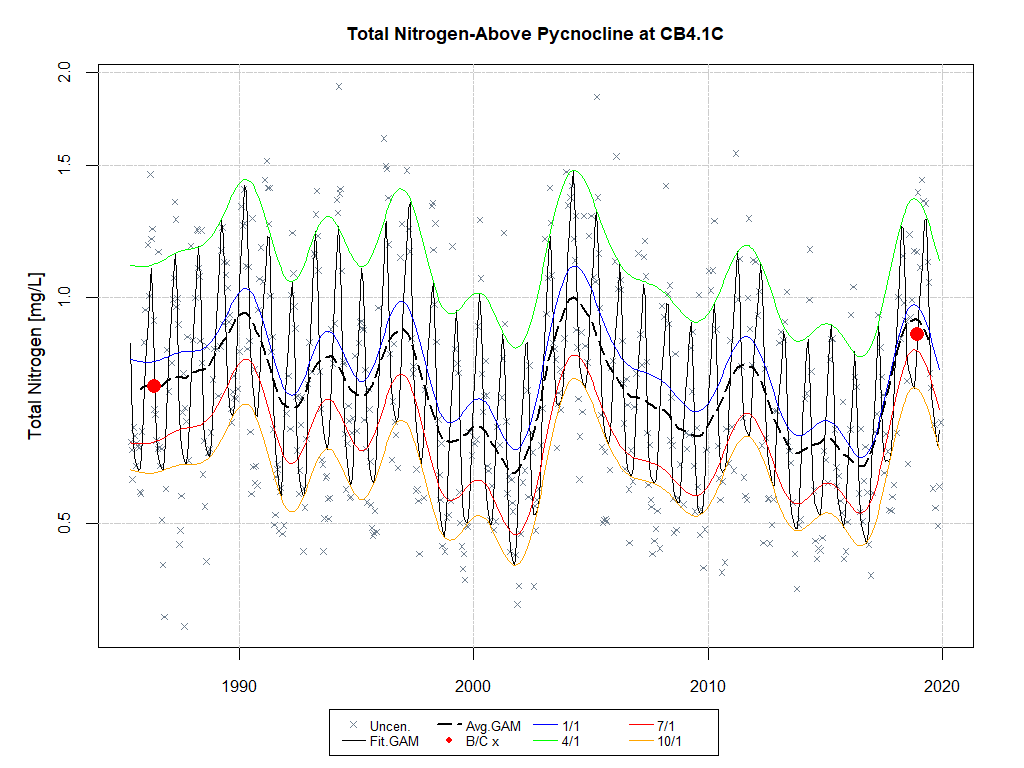 Total Nitrogen-Above Pycnocline at CB4.1C
Total Nitrogen [mg/L]
2.0
1.5
1.0
0.5
1990
2000
2010
2020
Uncen. Avg.GAM 1/1 7/1
Fit.GAM B/C x 4/1 10/1